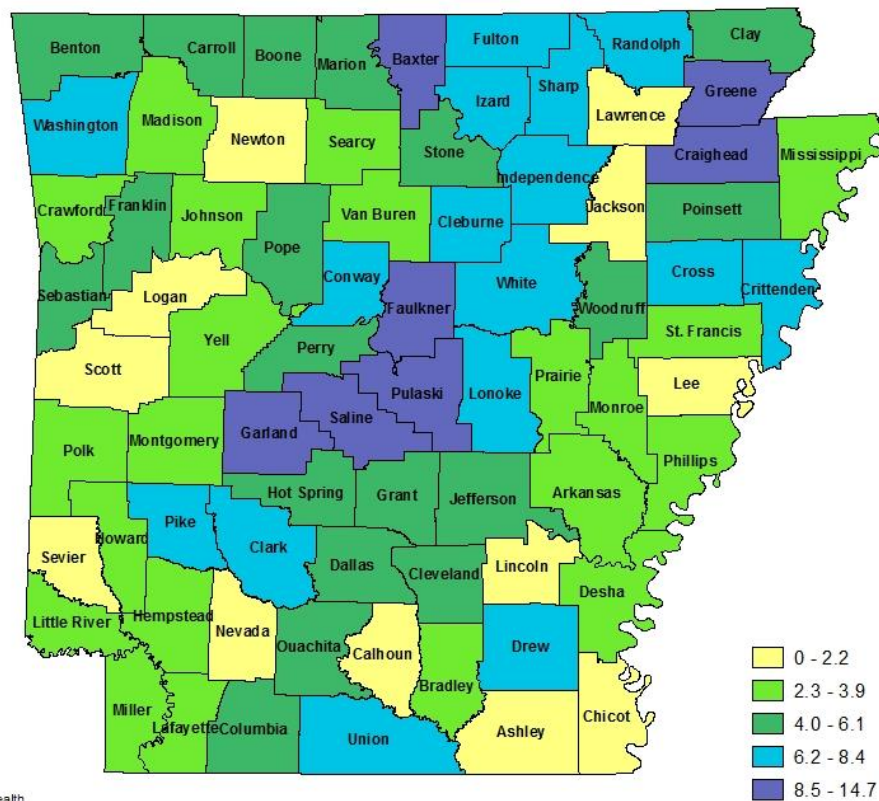 Benton
Carroll
Boone
Marion
Baxter
Fulton
Randolph
Clay
Izard
Sharp
Greene
Washington
Madison
Newton
Searcy
Stone
Lawrence
Craighead
Mississippi
Independence
Crawford
Franklin
Johnson
Van Buren
Cleburne
Jackson
Poinsett
Pope
Sebastian
Logan
Conway
Faulkner
White
Woodruff
Cross
Crittenden
St. Francis
Scott
Yell
Perry
Pulaski
Lonoke
Prairie
Monroe
Lee
Garland
Saline
Polk
Montgomery
Phillips
Hot Spring
Grant
Jefferson
Arkansas
Howard
Pike
Clark
Sevier
Dallas
Cleveland
Lincoln
Desha
Little River
Hempstead
Nevada
Ouachita
Calhoun
Bradley
Drew
Miller
Lafayette
Columbia
Union
Ashley
Chicot
0 - 2.2
2.3 - 3.9
4.0 - 6.1
6.2 - 8.4
8.5 - 14.7